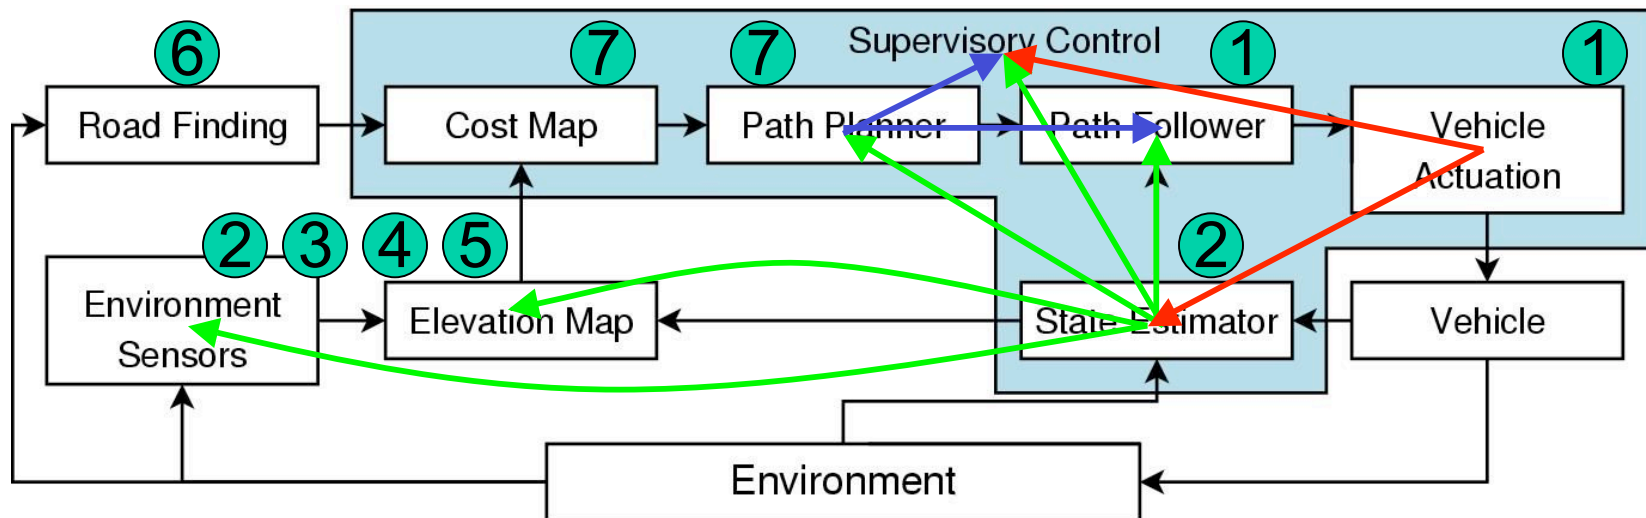 Supervisory Control
6
7
7
1
1
Road Finding
Cost Map
Path Planner
Path Follower
Vehicle
Actuation
2
3
4
5
2
Environment
Sensors
Elevation Map
State Estimator
Vehicle
Environment